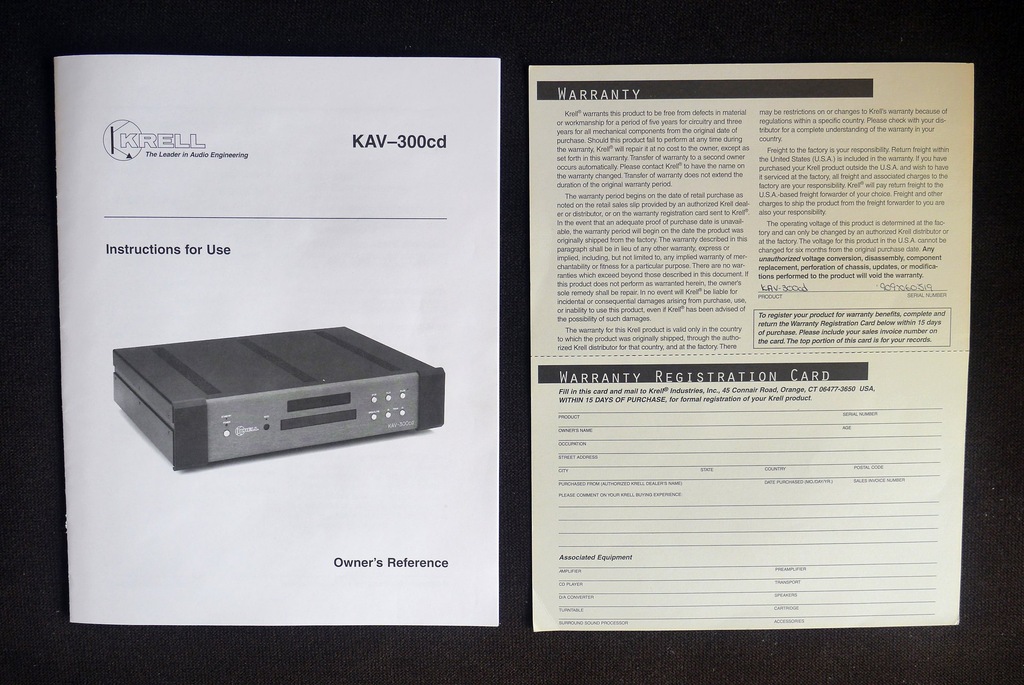 KRELL
The Leader in Audio Engineering
KAV–300cd
Instructions for Use
KRELL
KAV-300cd
Owner's Reference
WARRANTY
Krell® warrants this product to be free from defects in material
or workmanship for a period of five years for circuitry and three
years for all mechanical components from the original date of
purchase. Should this product fail to perform at any time during
the warranty, Krell® will repair it at no cost to the owner, except as
set forth in this warranty. Transfer of warranty to a second owner
occurs automatically. Please contact Krell® to have the name on
the warranty changed. Transfer of warranty does not extend the
duration of the original warranty period.
The warranty period begins on the date of retail purchase as
noted on the retail sales slip provided by an authorized Krell deal-
er or distributor, or on the warranty registration card sent to Krell®.
In the event that an adequate proof of purchase date is unavail-
able, the warranty period will begin on the date the product was
originally shipped from the factory. The warranty described in this
paragraph shall be in lieu of any other warranty, express or
implied, including, but not limited to, any implied warranty of mer-
chantability or fitness for a particular purpose. There are no war-
ranties which exceed beyond those described in this document. If
this product does not perform as warranted herein, the owner's
sole remedy shall be repair. In no event will Krell® be liable for
incidental or consequential damages arising from purchase, use,
or inability to use this product, even if Krell® has been advised of
the possibility of such damages.
The warranty for this Krell product is valid only in the country
to which the product was originally shipped, through the autho-
rized Krell distributor for that country, and at the factory. There
may be restrictions on or changes to Krell's warranty because of
regulations within a specific country. Please check with your dis-
tributor for a complete understanding of the warranty in your
country.
Freight to the factory is your responsibility. Return freight within
the United States (U.S.A.) is included in the warranty. If you have
purchased your Krell product outside the U.S.A. and wish to have
it serviced at the factory, all freight and associated charges to the
factory are your responsibility. Krell® will pay return freight to the
U.S.A.-based freight forwarder of your choice. Freight and other
charges to ship the product from the freight forwarder to you are
also your responsibility.
The operating voltage of this product is determined at the fac-
tory and can only be changed by an authorized Krell distributor or
at the factory. The voltage for this product in the U.S.A. cannot be
changed for six months from the original purchase date. Any
unauthorized voltage conversion, disassembly, component
replacement, perforation of chassis, updates, or modifica-
tions performed to the product will void the warranty.
KAV-300cd 9092060519
PRODUCT SERIAL NUMBER
To register your product for warranty benefits, complete and
return the Warranty Registration Card below within 15 days
of purchase. Please include your sales invoice number on
the card. The top portion of this card is for your records.
WARRANTY REGISTRATION CARD
Fill in this card and mail to Krell® Industries, Inc., 45 Connair Road, Orange, CT 06477-3650 USA,
WITHIN 15 DAYS OF PURCHASE, for formal registration of your Krell product.
PRODUCT SERIAL NUMBER
OWNER'S NAME AGE
OCCUPATION
STREET ADDRESS
CITY STATE COUNTRY POSTAL CODE
PURCHASED FROM (AUTHORIZED KRELL DEALER'S NAME) DATE PURCHASED (MO./DAY/YR.) SALES INVOICE NUMBER
PLEASE COMMENT ON YOUR KRELL BUYING EXPERIENCE:
Associated Equipment
AMPLIFIER PREAMPLIFIER
CD PLAYER TRANSPORT
D/A CONVERTER SPEAKERS
TURNTABLE CARTRIDGE
SURROUND SOUND PROCESSOR ACCESSORIES